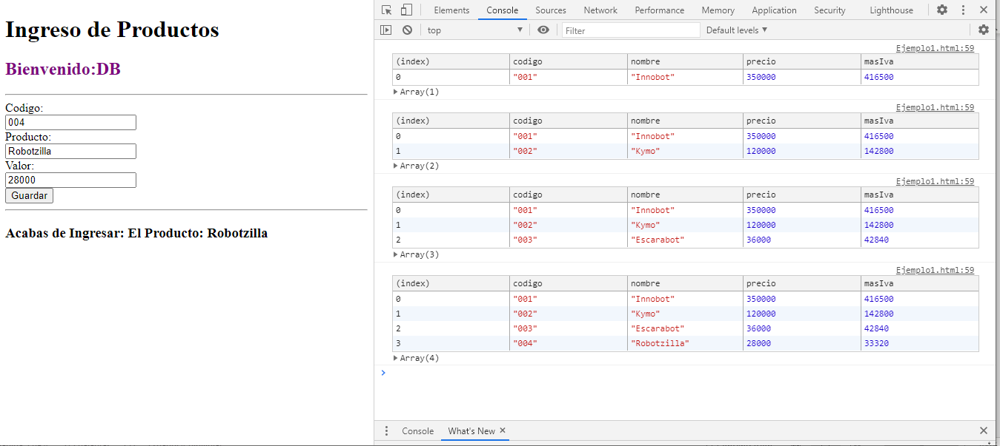 Ingreso de Productos
Bienvenido:DB
Codigo:
004
Producto:
Robotzilla
Valor:
28000
Guardar
Acabas de Ingresar: El Producto: Robotzilla
Elements Console Sources Network Performance Memory Application Security Lighthouse
top Filter Default levels
Ejemplo1.html:59
(index) codigo nombre precio masIva
0 "001" "Innobot" 350000 416500
Array(1)
Ejemplo1.html:59
(index) codigo nombre precio masIva
0 "001" "Innobot" 350000 416500
1 "002" "Kymo" 120000 142800
Array(2)
Ejemplo1.html:59
(index) codigo nombre precio masIva
0 "001" "Innobot" 350000 416500
1 "002" "Kymo" 120000 142800
2 "003" "Escarabot" 36000 42840
Array(3)
Ejemplo1.html:59
(index) codigo nombre precio masIva
0 "001" "Innobot" 350000 416500
1 "002" "Kymo" 120000 142800
2 "003" "Escarabot" 36000 42840
3 "004" "Robotzilla" 28000 33320
Array(4)
Console What's New